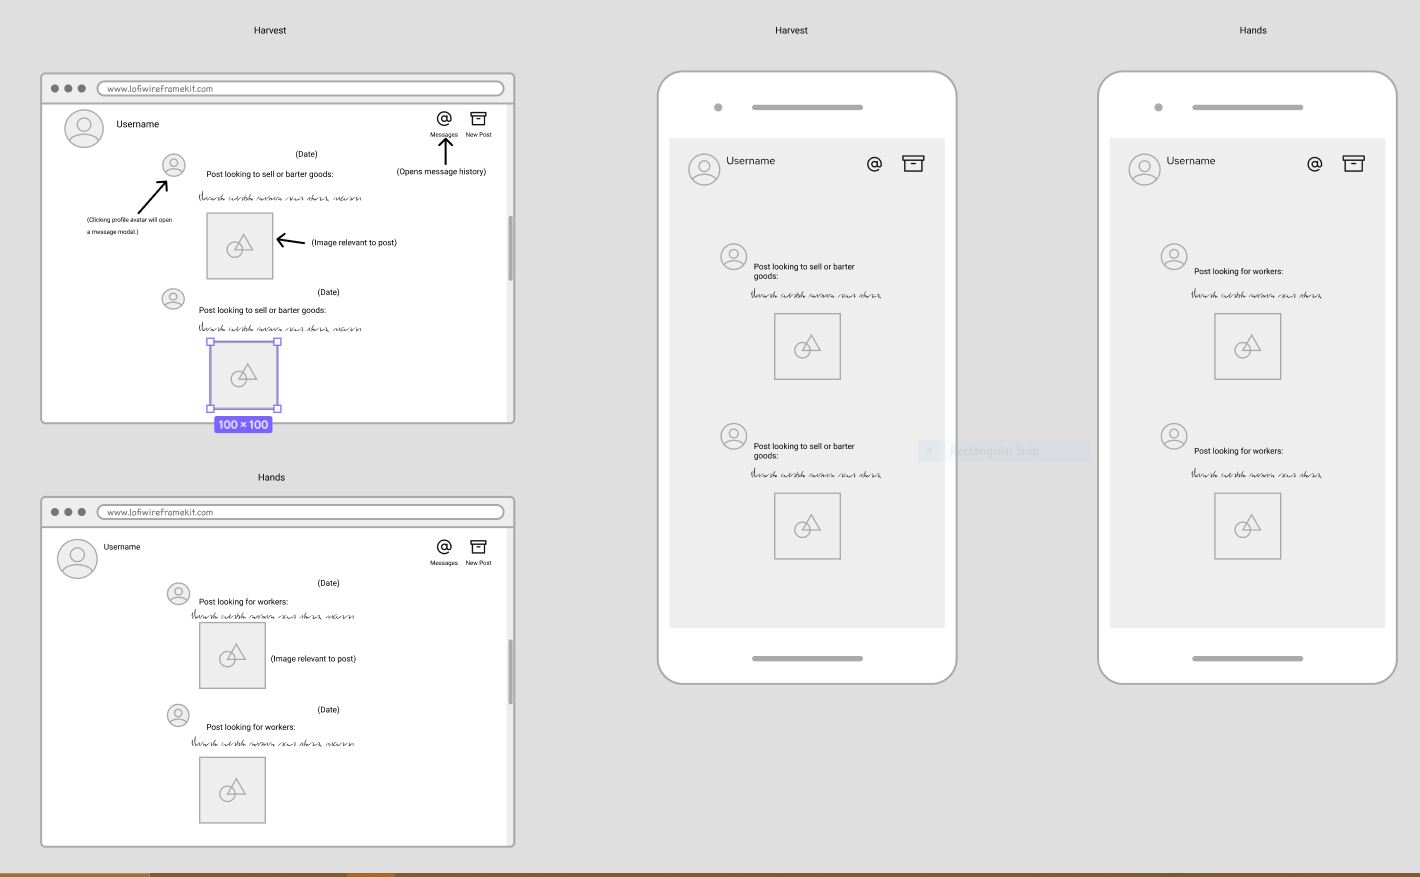 Harvest
www.lofiwireframekit.com
Username
Messages
New Post
(Date)
(Opens message history)
Post looking to sell or barter goods:
(Clicking profile avatar will open
a message modal.)
(Image relevant to post)
(Date)
Post looking to sell or barter goods:
100 × 100
Hands
www.lofiwireframekit.com
Username
Messages
New Post
(Date)
Post looking for workers:
(Image relevant to post)
(Date)
Post looking for workers:
Harvest
Username
Post looking to sell or barter
goods:
Post looking to sell or barter
goods:
Rectangular Snip
Hands
Username
Post looking for workers:
Post looking for workers: